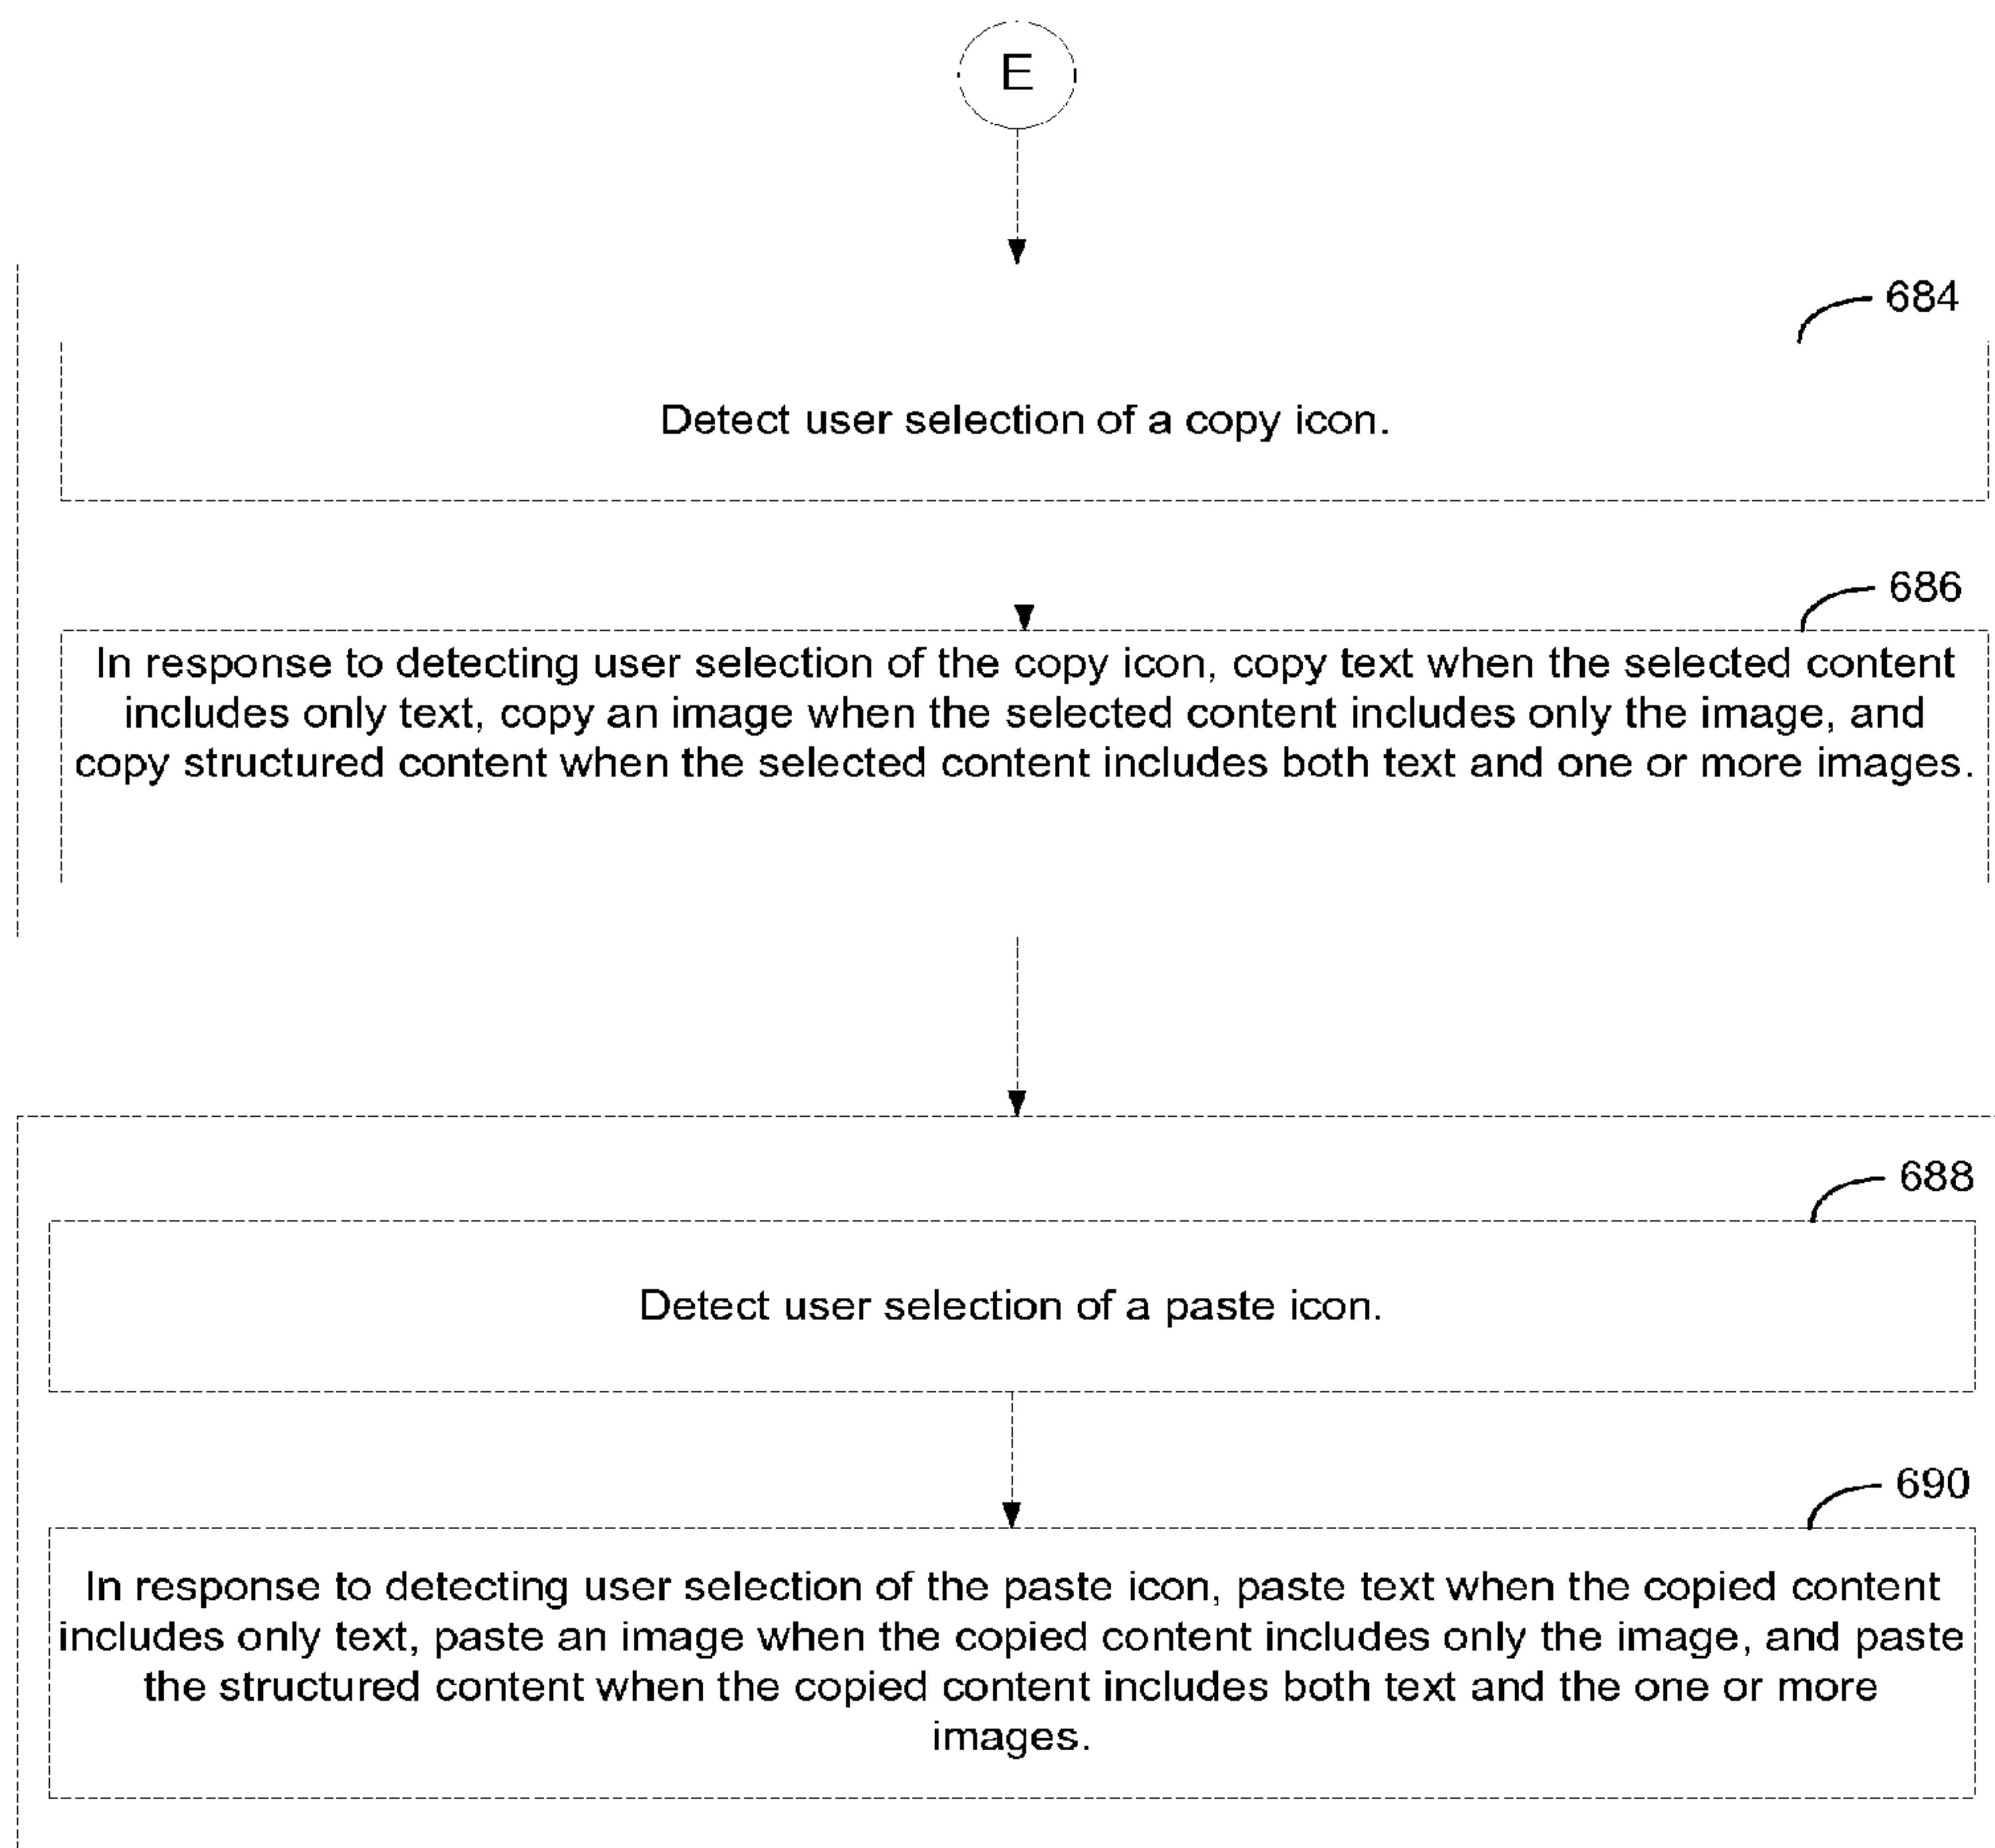 E
684
Detect user selection of a copy icon.
686
In response to detecting user selection of the copy icon, copy text when the selected content
includes only text, copy an image when the selected content includes only the image, and
copy structured content when the selected content includes both text and one or more images.
688
Detect user selection of a paste icon.
690
In response to detecting user selection of the paste icon, paste text when the copied content
includes only text, paste an image when the copied content includes only the image, and paste
the structured content when the copied content includes both text and the one or more
images.